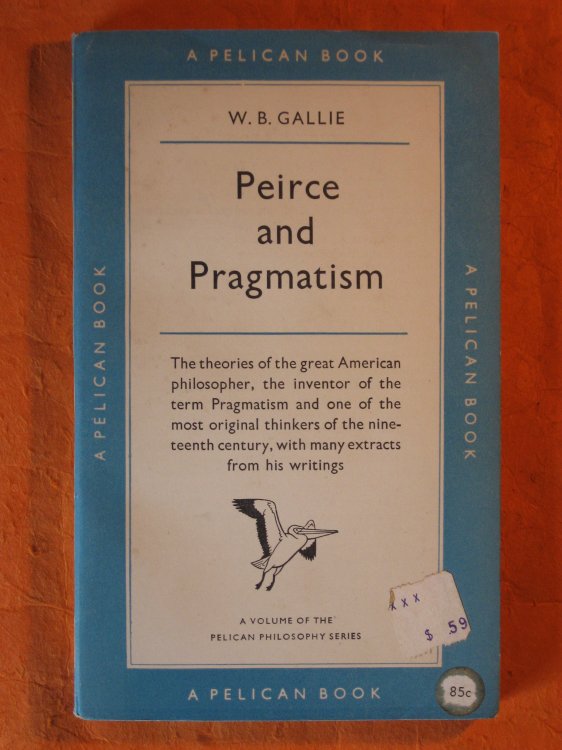 A PELICAN BOOK
W. B. GALLIE
Peirce
and
Pragmatism
A PELICAN BOOK
A PELICAN BOOK
The theories of the great American
philosopher, the inventor of the
term Pragmatism and one of the
most original thinkers of the nine-
teenth century, with many extracts
from his writings
A VOLUME OF THE
PELICAN PHILOSOPHY SERIES
x x x
$ .59
A PELICAN BOOK
85c